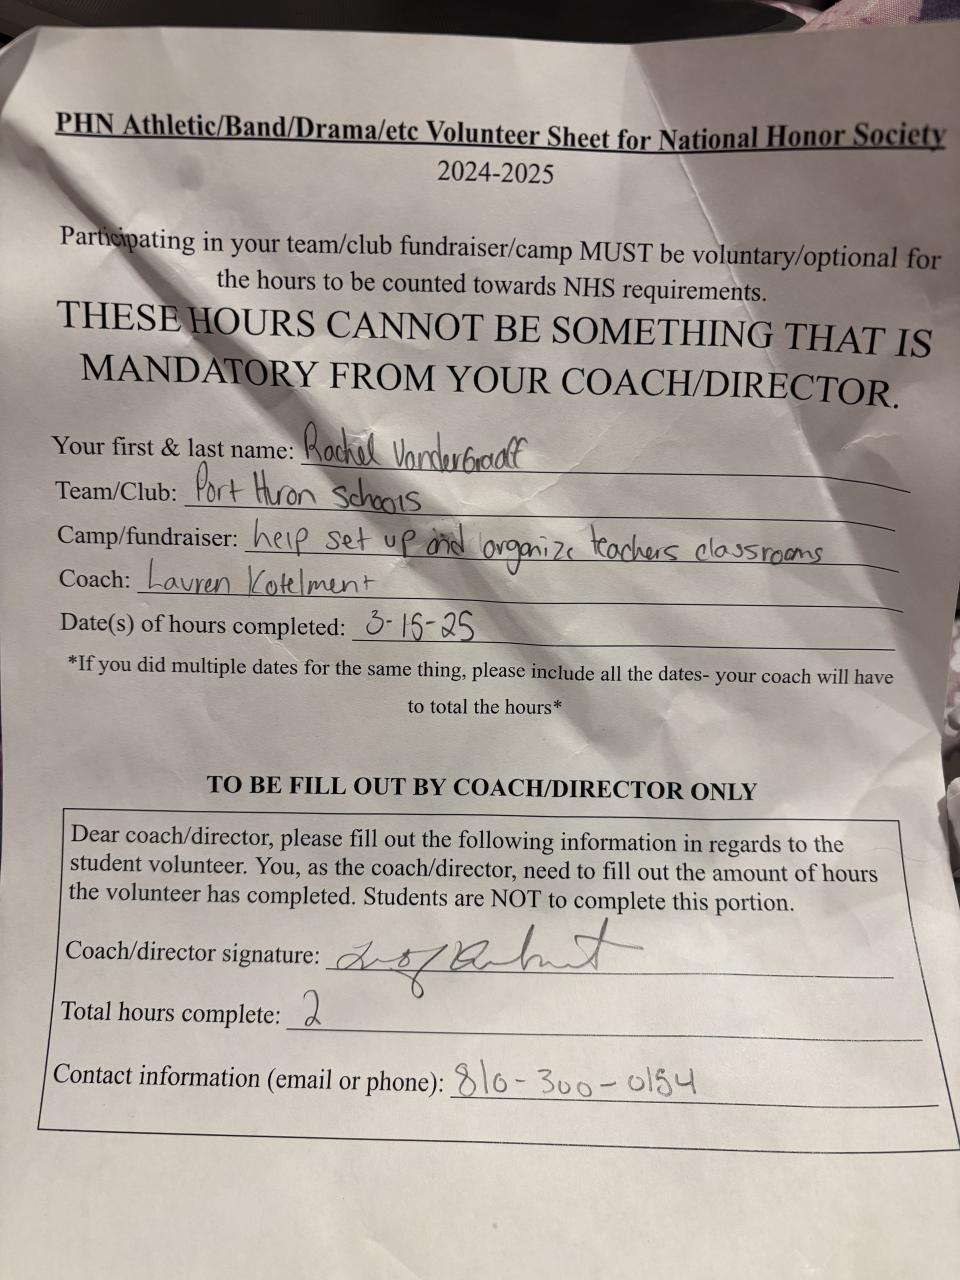 PHN Athletic/Band/Drama/etc Volunteer Sheet for National Honor Society
2024-2025
Participating in your team/club fundraiser/camp MUST be voluntary/optional for
the hours to be counted towards NHS requirements.
THESE HOURS CANNOT BE SOMETHING THAT IS
MANDATORY FROM YOUR COACH/DIRECTOR.
Your first & last name: Rachel VanderGraaff
Team/Club: Port Huron Schools
Camp/fundraiser: help set up and organize teachers classrooms
Coach: Lauren Kotelment
Date(s) of hours completed: 3-15-25
*If you did multiple dates for the same thing, please include all the dates- your coach will have
to total the hours*
TO BE FILL OUT BY COACH/DIRECTOR ONLY
Dear coach/director, please fill out the following information in regards to the
student volunteer. You, as the coach/director, need to fill out the amount of hours
the volunteer has completed. Students are NOT to complete this portion.
Coach/director signature:
Total hours complete: 2
Contact information (email or phone): 810-300-0154